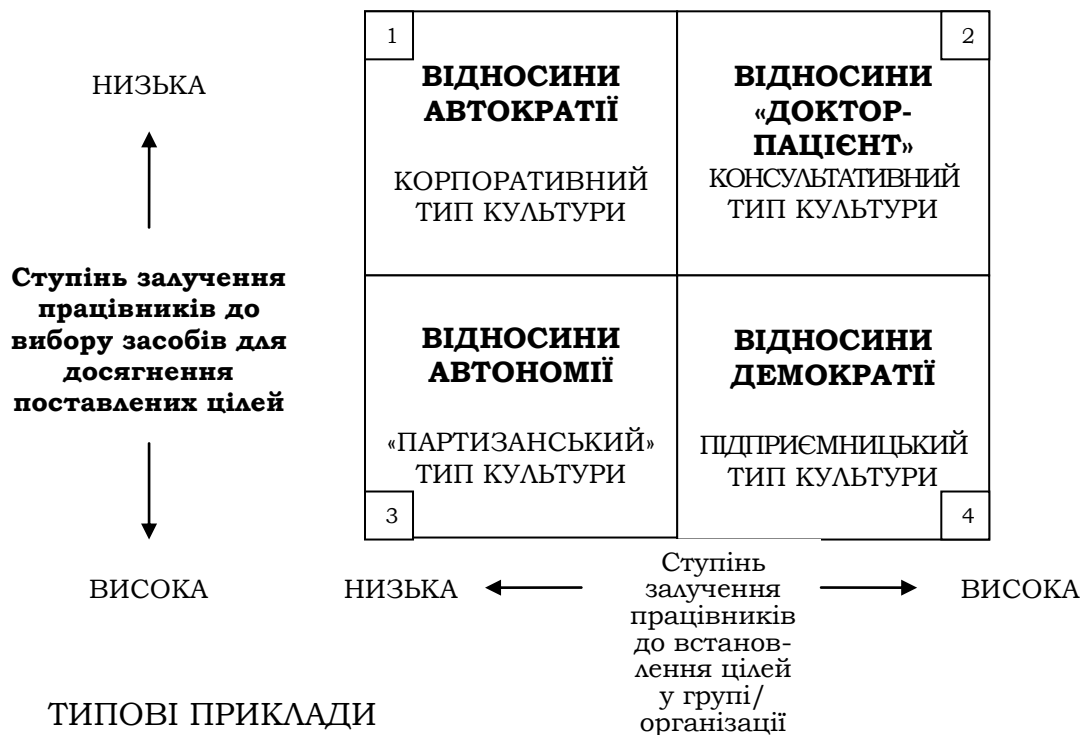 1
2
НИЗЬКА
ВІДНОСИНИ
АВТОКРАТІЇ
КОРПОРАТИВНИЙ
ТИП КУЛЬТУРИ
ВІДНОСИНИ
«ДОКТОР-
ПАЦІЄНТ»
КОНСУЛЬТАТИВНИЙ
ТИП КУЛЬТУРИ
Ступінь залучення
працівників до
вибору засобів для
досягнення
поставлених цілей
ВІДНОСИНИ
АВТОНОМІЇ
«ПАРТИЗАНСЬКИЙ»
ТИП КУЛЬТУРИ
ВІДНОСИНИ
ДЕМОКРАТІЇ
ПІДПРИЄМНИЦЬКИЙ
ТИП КУЛЬТУРИ
3
4
ВИСОКА
НИЗЬКА
Ступінь
залучення
працівників
до встанов-
лення цілей
у групі/
організації
ВИСОКА
ТИПОВІ ПРИКЛАДИ